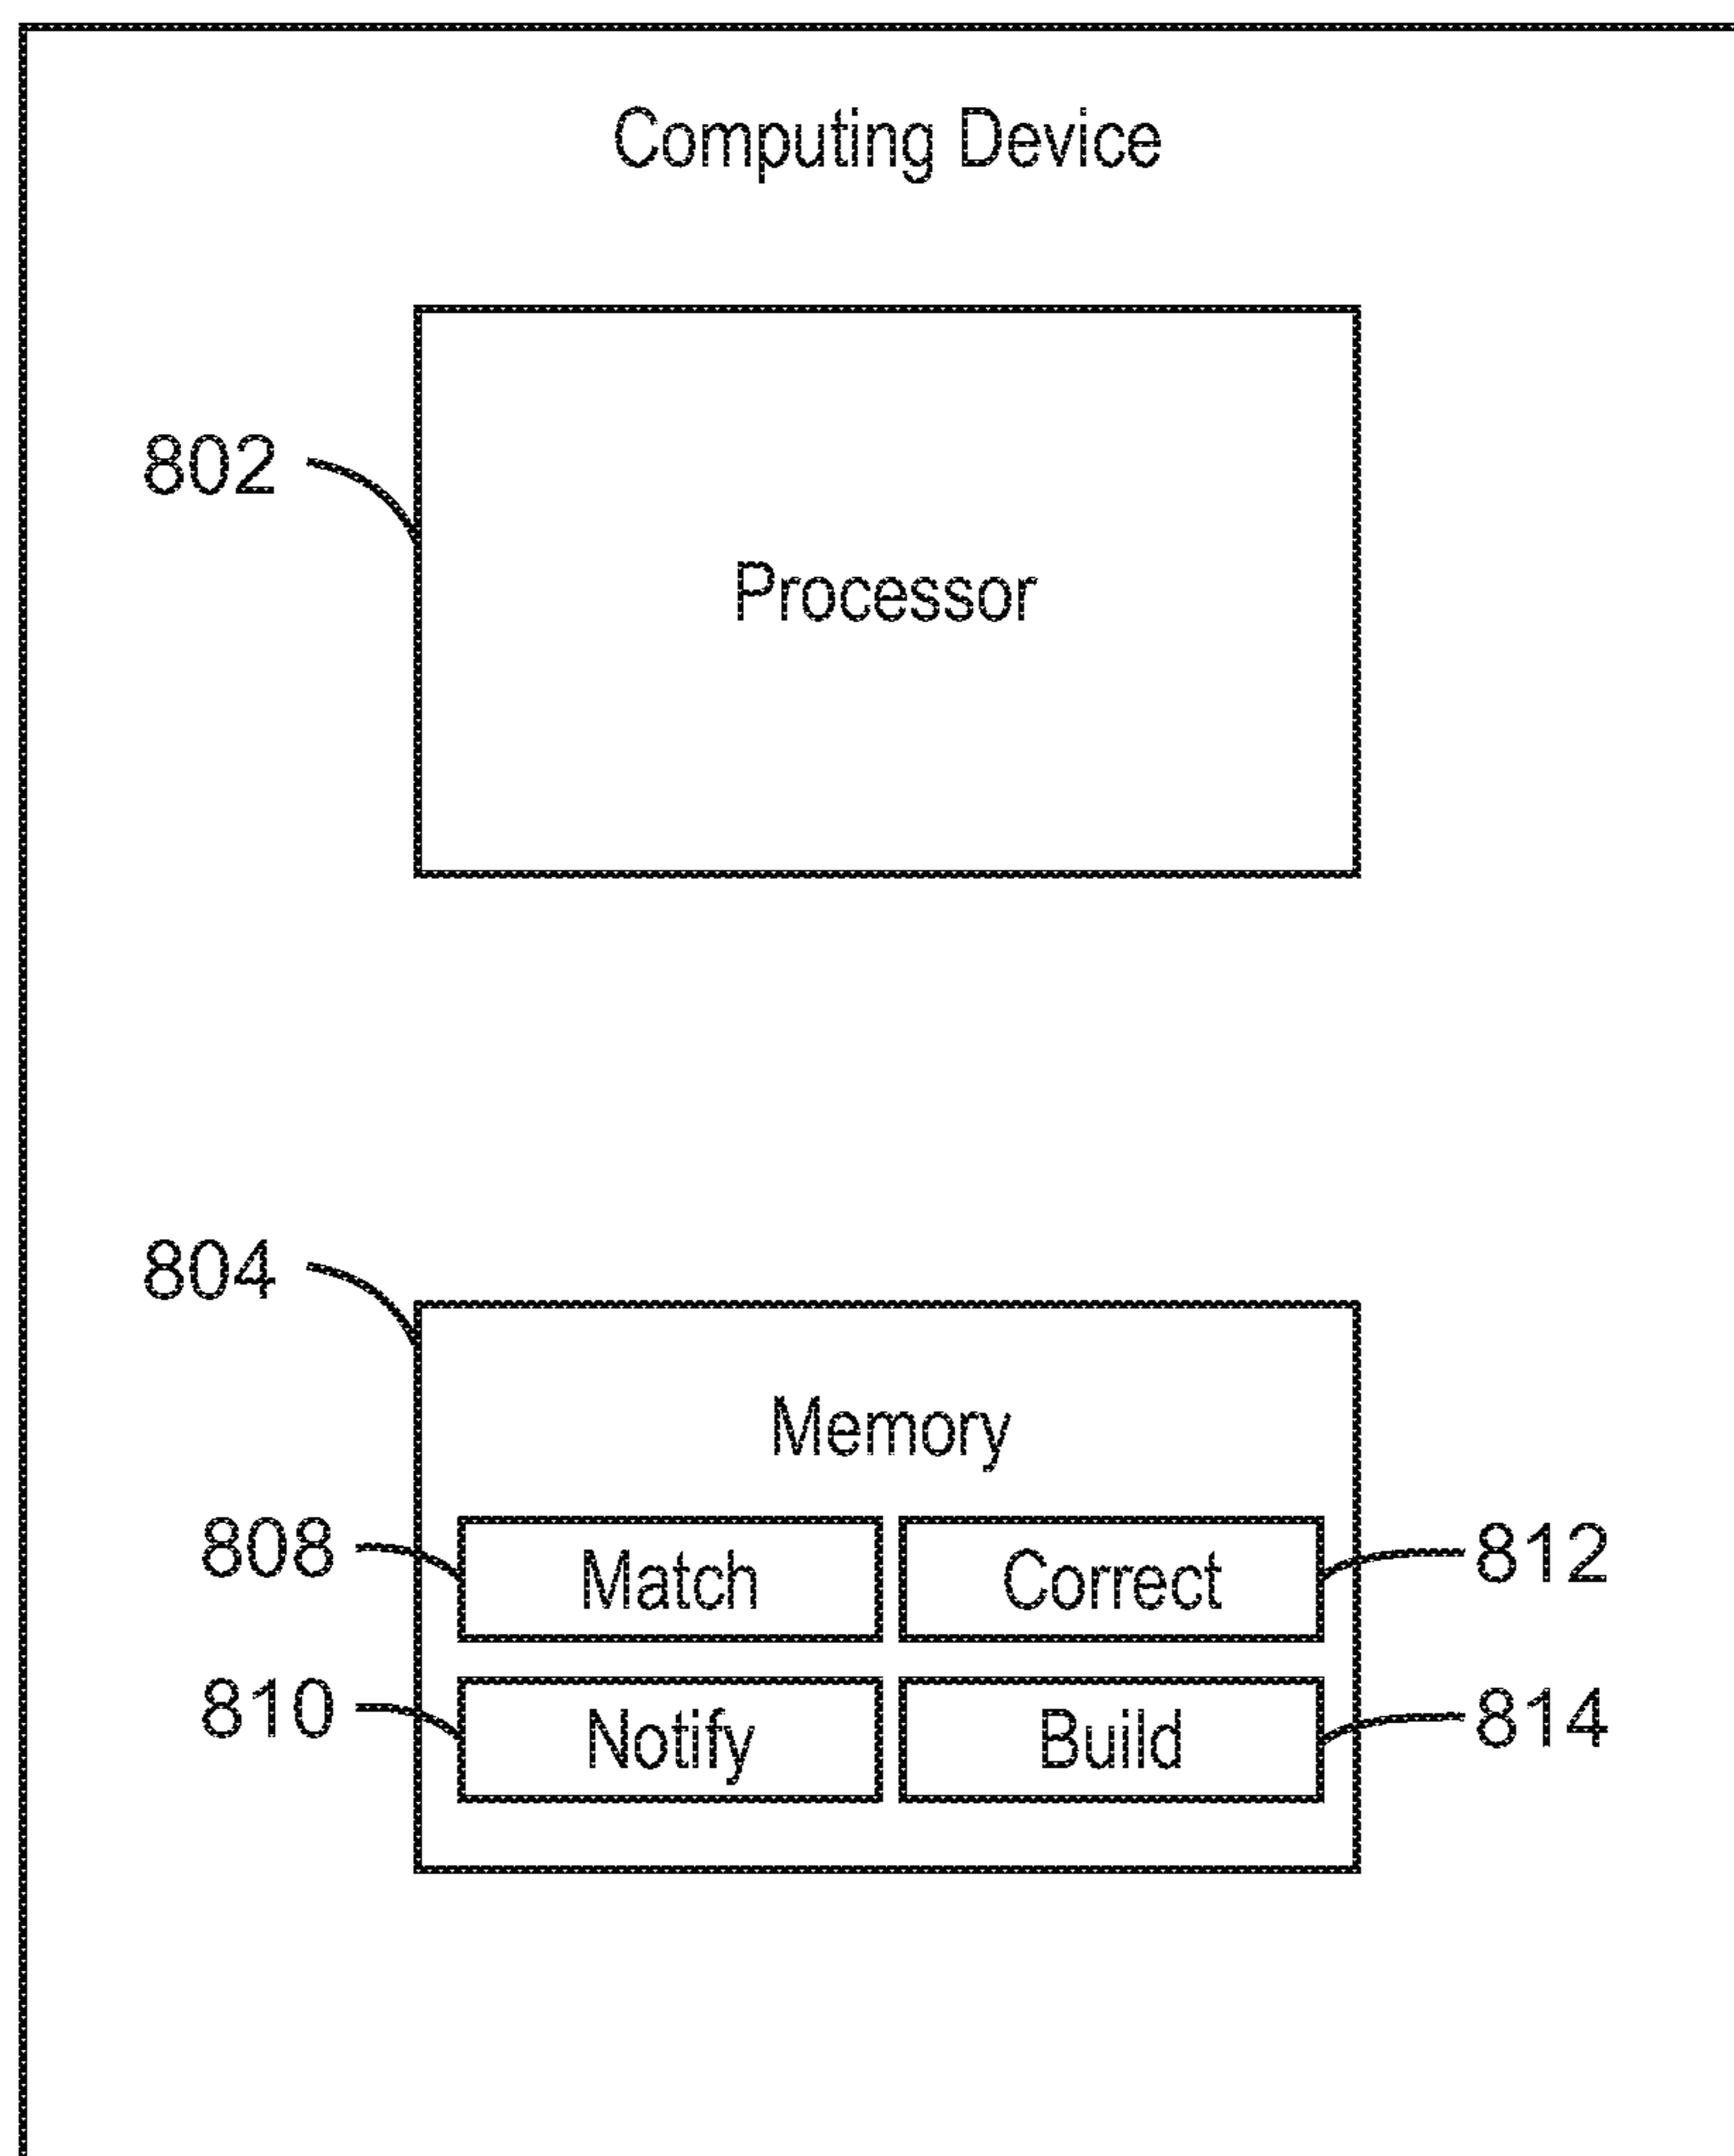 Computing Device
802
Processor
804
Memory
808 Match Correct 812
810 Notify Build 814